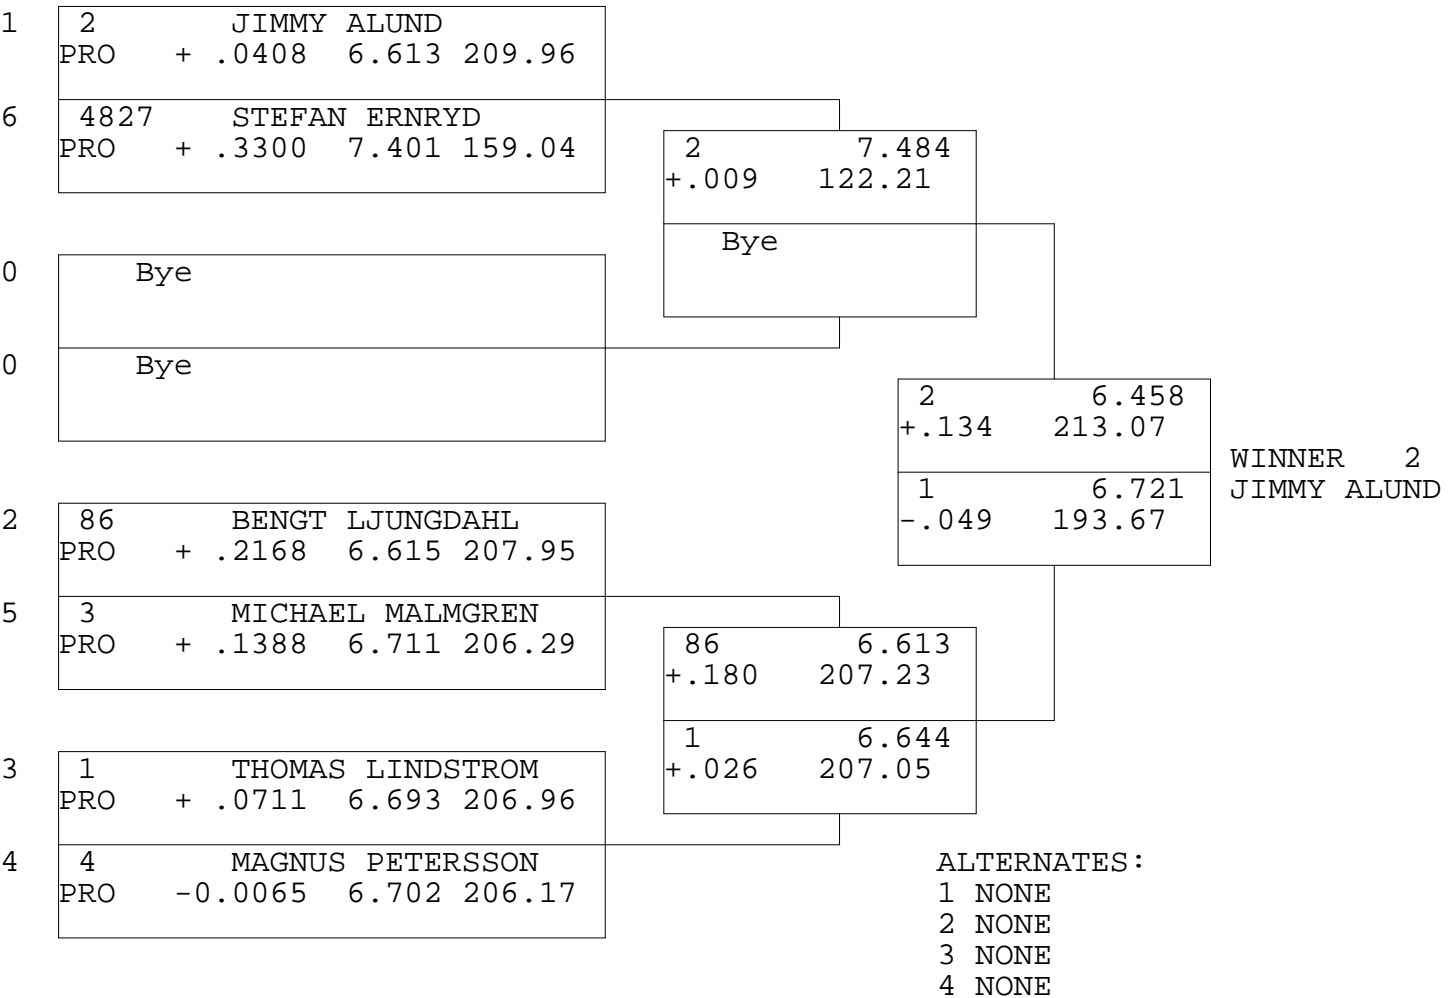 1 2 JIMMY ALUND
PRO + .0408 6.613 209.96
6 4827 STEFAN ERNRYD
PRO + .3300 7.401 159.04
2 7.484
+.009 122.21
Bye
0 Bye
0 Bye
2 6.458
+.134 213.07
WINNER 2
JIMMY ALUND
1 6.721
-.049 193.67
2 86 BENGT LJUNGDAHL
PRO + .2168 6.615 207.95
5 3 MICHAEL MALMGREN
PRO + .1388 6.711 206.29
86 6.613
+.180 207.23
1 6.644
+.026 207.05
3 1 THOMAS LINDSTROM
PRO + .0711 6.693 206.96
4 4 MAGNUS PETERSSON
PRO -0.0065 6.702 206.17
ALTERNATES:
1 NONE
2 NONE
3 NONE
4 NONE